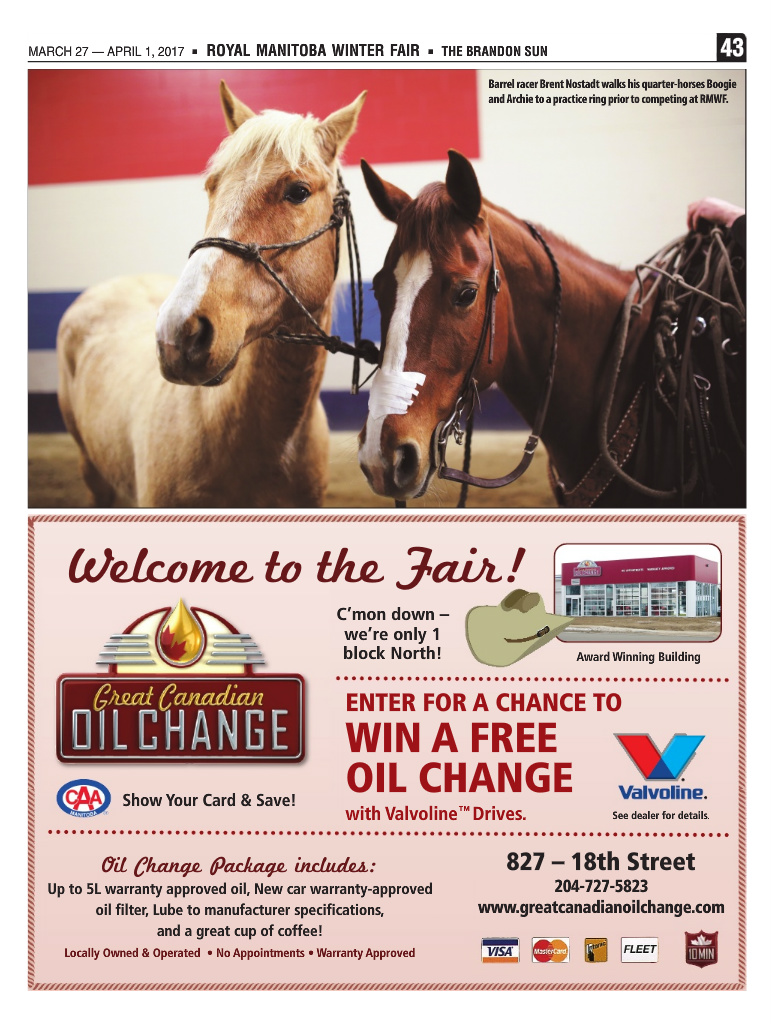 MARCH 27 — APRIL 1, 2017 ▪ ROYAL MANITOBA WINTER FAIR ▪ THE BRANDON SUN
43
Barrel racer Brent Nostadt walks his quarter-horses Boogie
and Archie to a practice ring prior to competing at RMWF.
Welcome to the Fair!
C’mon down –
we’re only 1
block North!
Award Winning Building
Great Canadian
OIL CHANGE
ENTER FOR A CHANCE TO
WIN A FREE
OIL CHANGE
with Valvoline™ Drives.
Valvoline.
See dealer for details.
CAA
MANITOBA
Show Your Card & Save!
Oil Change Package includes:
Up to 5L warranty approved oil, New car warranty-approved
oil filter, Lube to manufacturer specifications,
and a great cup of coffee!
Locally Owned & Operated • No Appointments • Warranty Approved
827 – 18th Street
204-727-5823
www.greatcanadianoilchange.com
VISA
MasterCard
FLEET
10 MIN